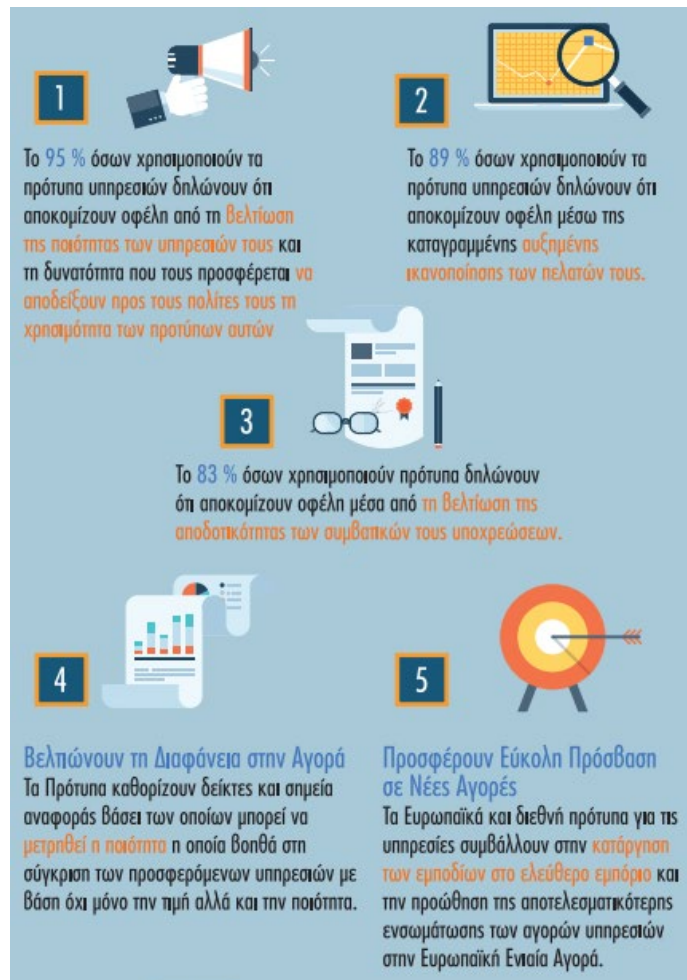 1
Το 95 % όσων χρησιμοποιούν τα
πρότυπα υπηρεσιών δηλώνουν ότι
αποκομίζουν οφέλη από τη βελτίωση
της ποιότητας των υπηρεσιών τους και
τη δυνατότητα που τους προσφέρεται να
αποδείξουν προς τους πολίτες τους τη
χρησιμότητα των προτύπων αυτών
2
Το 89 % όσων χρησιμοποιούν τα
πρότυπα υπηρεσιών δηλώνουν ότι
αποκομίζουν οφέλη μέσω της
καταγραμμένης αυξημένης
ικανοποίησης των πελατών τους.
3
Το 83 % όσων χρησιμοποιούν πρότυπα δηλώνουν
ότι αποκομίζουν οφέλη μέσα από τη βελτίωση της
αποδοτικότητας των συμβατικών τους υποχρεώσεων.
4
Βελτιώνουν τη Διαφάνεια στην Αγορά
Τα Πρότυπα καθορίζουν δείκτες και σημεία
αναφοράς βάσει των οποίων μπορεί να
μετρηθεί η ποιότητα η οποία βοηθά στη
σύγκριση των προσφερόμενων υπηρεσιών με
βάση όχι μόνο την τιμή αλλά και την ποιότητα.
5
Προσφέρουν Εύκολη Πρόσβαση
σε Νέες Αγορές
Τα Ευρωπαϊκά και διεθνή πρότυπα για τις
υπηρεσίες συμβάλλουν στην κατάργηση
των εμποδίων στο ελεύθερο εμπόριο και
την προώθηση της αποτελεσματικότερης
ενσωμάτωσης των αγορών υπηρεσιών
στην Ευρωπαϊκή Ενιαία Αγορά.